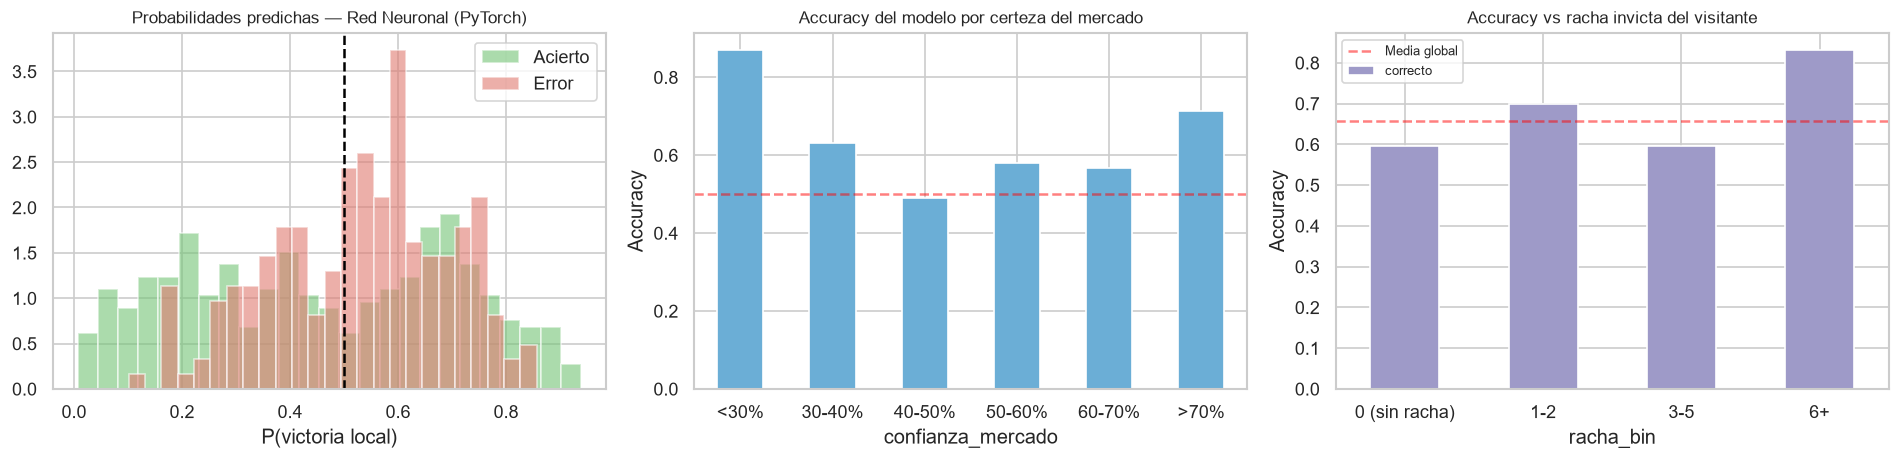 Probabilidades predichas — Red Neuronal (PyTorch)
Acierto
Error
3.5
3.0
2.5
2.0
1.5
1.0
0.5
0.0
0.0 0.2 0.4 0.6 0.8
P(victoria local)
Accuracy del modelo por certeza del mercado
Accuracy
0.8
0.6
0.4
0.2
0.0
<30% 30-40% 40-50% 50-60% 60-70% >70%
confianza_mercado
Accuracy vs racha invicta del visitante
Media global
correcto
Accuracy
0.8
0.7
0.6
0.5
0.4
0.3
0.2
0.1
0.0
0 (sin racha) 1-2 3-5 6+
racha_bin